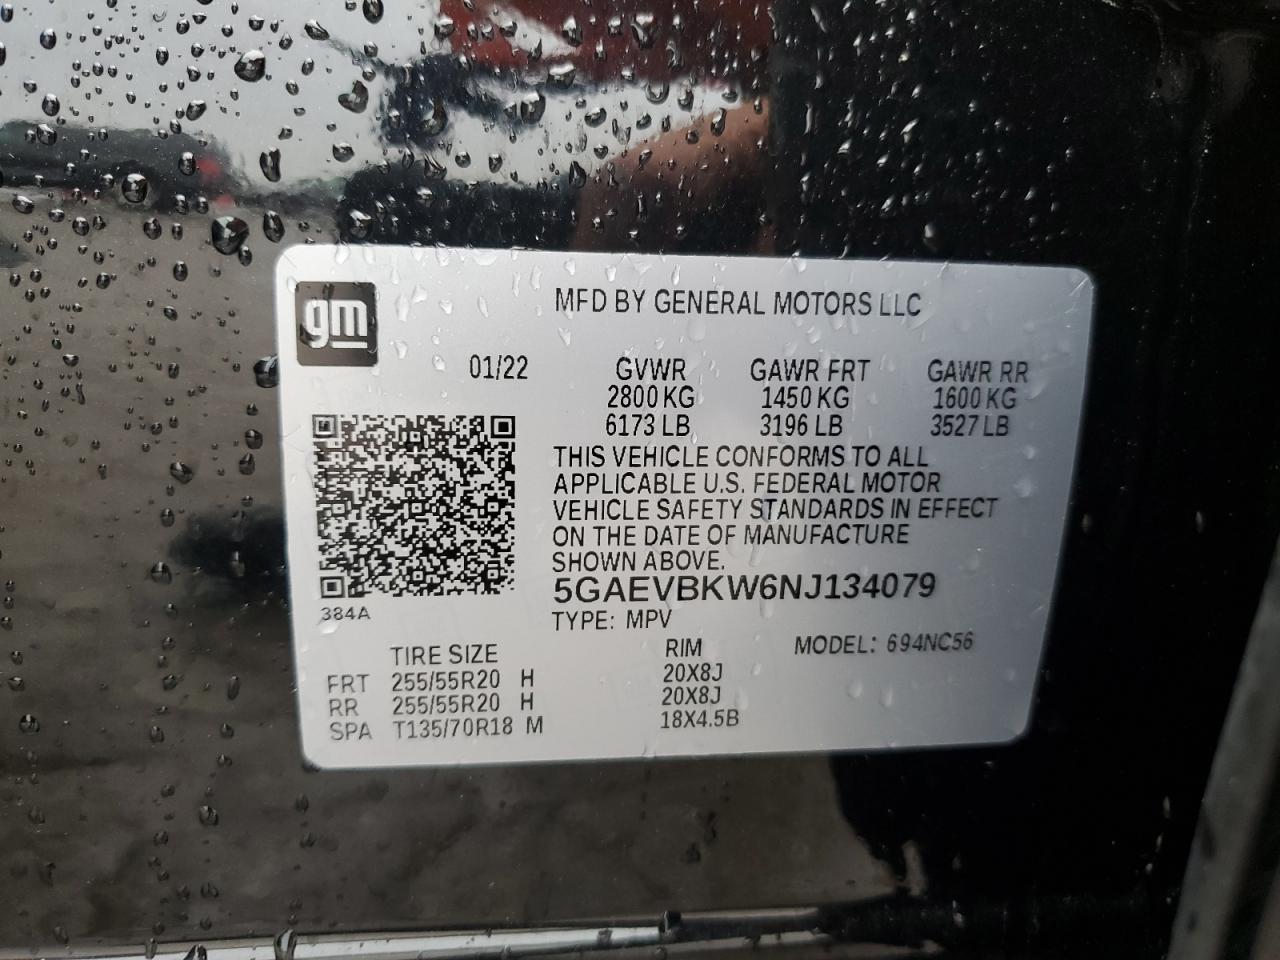 gm
MFD BY GENERAL MOTORS LLC
01/22 GVWR GAWR FRT GAWR RR
2800 KG 1450 KG 1600 KG
6173 LB 3196 LB 3527 LB
THIS VEHICLE CONFORMS TO ALL
APPLICABLE U.S. FEDERAL MOTOR
VEHICLE SAFETY STANDARDS IN EFFECT
ON THE DATE OF MANUFACTURE
SHOWN ABOVE.
5GAEVBKW6NJ134079
384A
TYPE: MPV
TIRE SIZE RIM MODEL: 694NC56
FRT 255/55R20 H 20X8J
RR 255/55R20 H 20X8J
SPA T135/70R18 M 18X4.5B